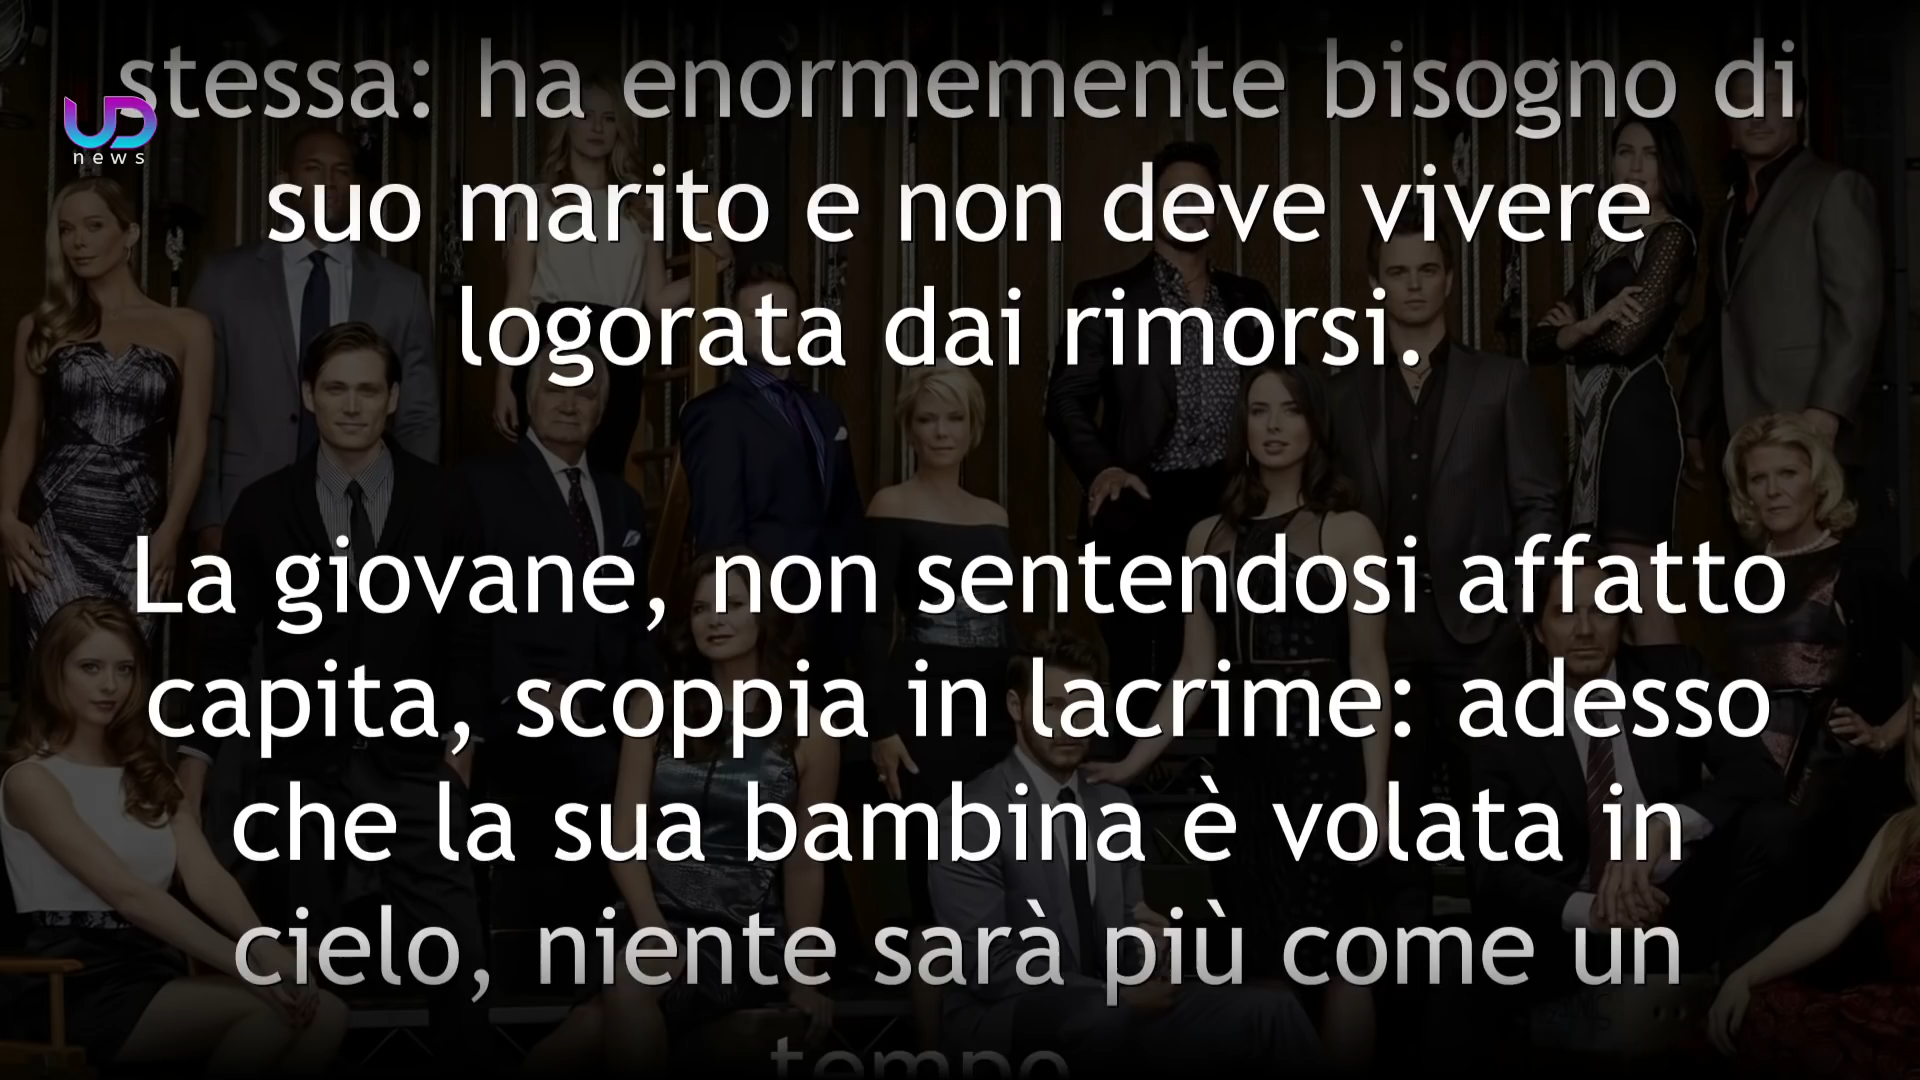 stessa: ha enormemente bisogno di
UD
news
suo marito e non deve vivere
logorata dai rimorsi.
La giovane, non sentendosi affatto
capita, scoppia in lacrime: adesso
che la sua bambina è volata in
cielo, niente sarà più come un
tempo